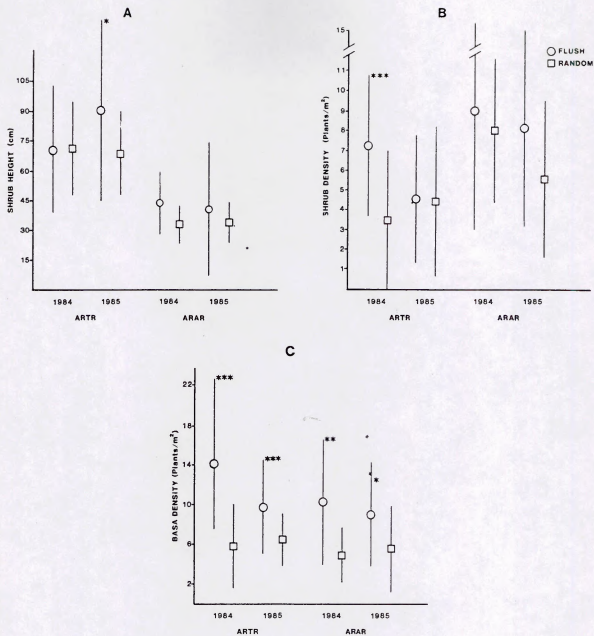 A
*
105
90
75
60
45
30
15
SHRUB HEIGHT (cm)
1984 1985 1984 1985
ARTR ARAR
B
15
11
10
9
8
7
6
5
4
3
2
1
SHRUB DENSITY (Plants/m²)
***
FLUSH
RANDOM
1984 1985 1984 1985
ARTR ARAR
C
22
18
14
10
6
2
BASA DENSITY (Plants/m²)
***
***
**
*
1984 1985 1984 1985
ARTR ARAR